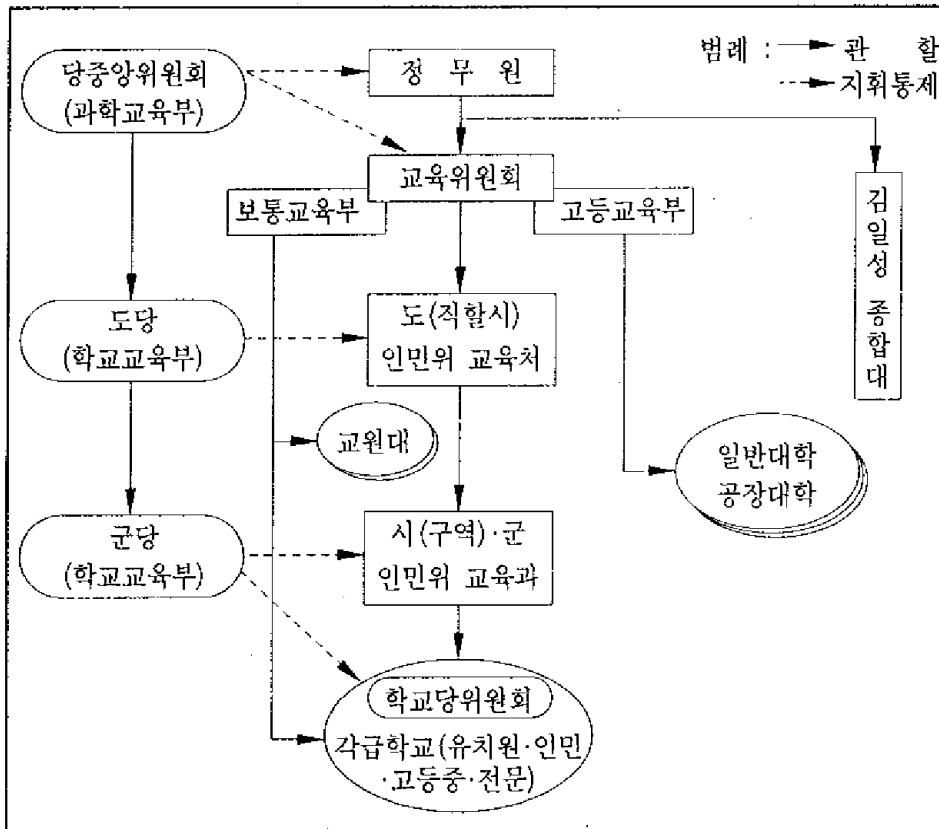 범례 : → 관 할
⇢ 지휘통제
당중앙위원회
(과학교육부)
정 무 원
교육위원회
보통교육부
고등교육부
김일성 종합대
도당
(학교교육부)
도(직할시)
인민위 교육처
교원대
일반대학
공장대학
군당
(학교교육부)
시(구역)·군
인민위 교육과
학교당위원회
각급학교(유치원·인민
·고등중·전문)